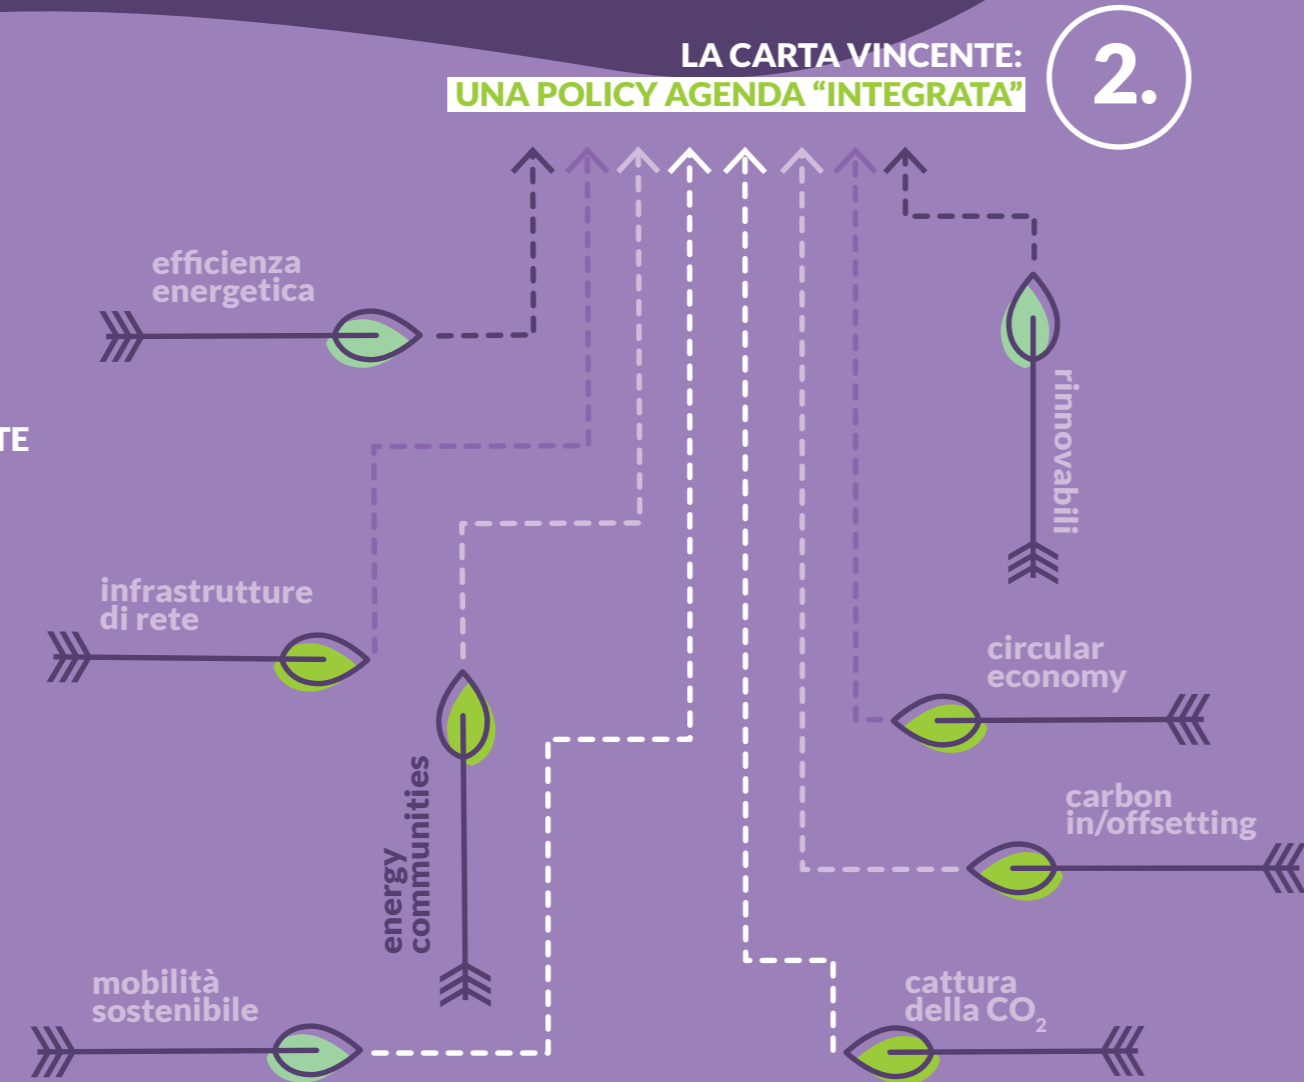 LA CARTA VINCENTE:
UNA POLICY AGENDA “INTEGRATA”
2.
efficienza
energetica
TE
rinnovabili
infrastrutture
di rete
circular
economy
energy
communities
carbon
in/offsetting
mobilità
sostenibile
cattura
della CO₂